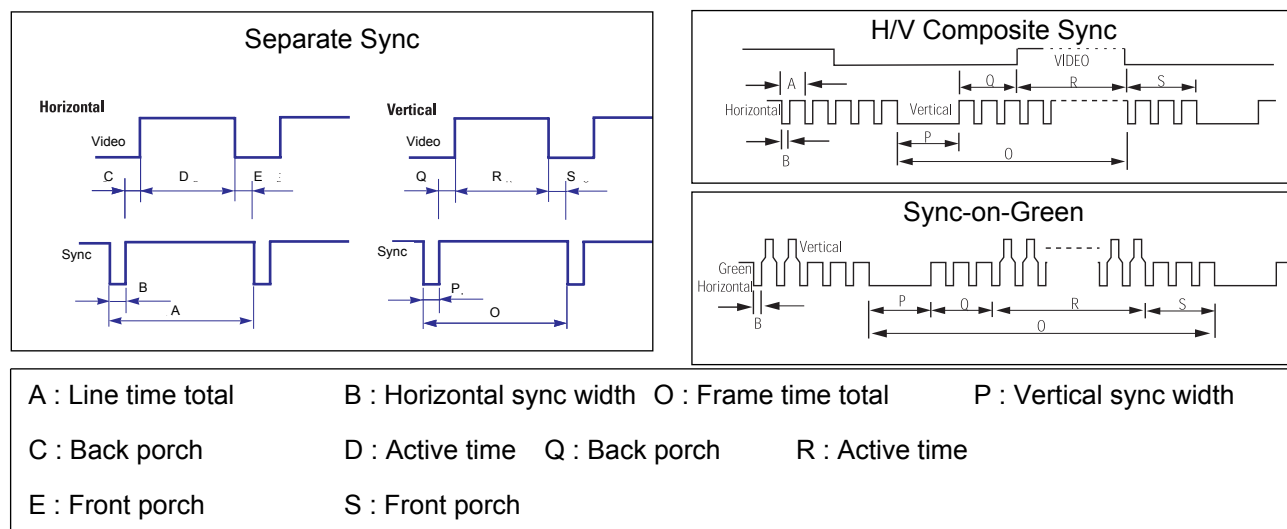 Separate Sync
Horizontal
Vertical
Video
Video
C
D
E
Q
R
S
Sync
Sync
B
P
A
O
H/V Composite Sync
VIDEO
A
Q
R
S
Horizontal
Vertical
P
B
O
Sync-on-Green
Vertical
Green
Horizontal
P
Q
R
S
B
O
A : Line time total B : Horizontal sync width O : Frame time total P : Vertical sync width
C : Back porch D : Active time Q : Back porch R : Active time
E : Front porch S : Front porch